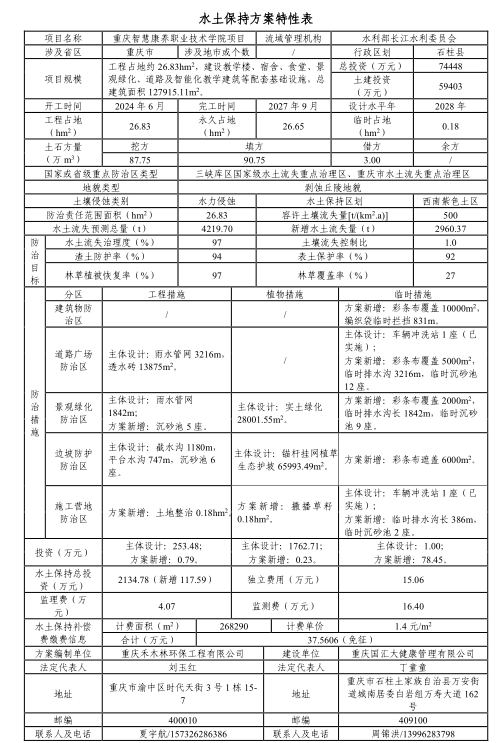 水土保持方案特性表
项目名称 重庆智慧康养职业技术学院项目 流域管理机构 水利部长江水利委员会
涉及省区 重庆市 涉及地市或个数 / 行政区划 石柱县
项目规模 工程占地约 26.83hm²，建设教学楼、宿舍、食堂、景 总投资（万元） 74448
观绿化、道路及智能化教学建筑等配套基础设施，总 土建投资
建筑面积 127915.11m²。 （万元） 59403
开工时间 2024 年 6 月 完工时间 2027 年 9 月 设计水平年 2028 年
工程占地 永久占地 临时占地
（hm²） 26.83 （hm²） 26.65 （hm²） 0.18
土石方量 挖方 填方 借方 余方
（万 m³） 87.75 90.75 3.00 /
国家或省级重点防治区类型 三峡库区国家级水土流失重点治理区、重庆市水土流失重点治理区
地貌类型 剥蚀丘陵地貌
土壤侵蚀类型 水力侵蚀 水土保持区划 西南紫色土区
防治责任范围面积（hm²） 26.83 容许土壤流失量[t/(km².a)] 500
水土流失预测总量（t） 4219.70 新增水土流失量（t） 2960.37
防治目标 水土流失治理度（%） 97 土壤流失控制比 1.0
渣土防护率（%） 94 表土保护率（%） 92
林草植被恢复率（%） 97 林草覆盖率（%） 27
防治措施 分区 工程措施 植物措施 临时措施
建筑物防 方案新增：彩条布覆盖 10000m²，
治区 / / 编织袋临时拦挡 831m。
道路广场 主体设计：雨水管网 3216m， / 主体设计：车辆冲洗站 1 座（已
防治区 透水砖 13875m²。 实施）；
方案新增：彩条布覆盖 5000m²，
临时排水沟 3216m，临时沉砂池
12 座。
景观绿化 主体设计：雨水管网 主体设计：实土绿化 方案新增：彩条布覆盖 2000m²，
防治区 1842m; 28001.55m²。 临时排水沟长 1842m，临时沉砂
方案新增：沉砂池 5 座。 池 9 座。
边坡防护 主体设计：截水沟 1180m， 主体设计：锚杆挂网植草
防治区 平台水沟 747m，沉砂池 6 生态护坡 65993.49m²。 方案新增：彩条布遮盖 6000m²。
座。
施工营地 方案新增：土地整治 0.18hm²。 方案新增：撒播草籽 主体设计：车辆冲洗站 1 座（已
防治区 0.18hm²。 实施）；
方案新增：临时排水沟长 386m，
临时沉砂池 2 座。
投资（万元） 主体设计：253.48; 主体设计：1762.71; 主体设计：1.00;
方案新增：0.79。 方案新增：0.23。 方案新增：78.45。
水土保持总投
资（万元） 2134.78（新增 117.59） 独立费用（万元） 15.06
监理费（万
元） 4.07 监测费（万元） 16.40
水土保持补偿 计费面积（m²） 268290 计费单价 1.4 元/m²
费缴费信息 合计（万元） 37.5606（免征）
方案编制单位 重庆禾木林环保工程有限公司 建设单位 重庆国汇大健康管理有限公司
法定代表人 刘玉红 法定代表人 丁童童
地址 重庆市渝中区时代天街 3 号 1 栋 15- 地址 重庆市石柱土家族自治县万安街
7 道城南居委白岩组万寿大道 162
号
邮编 400010 邮编 409100
联系人及电话 夏宇航/157326286386 联系人及电话 周锦洪/13996283798